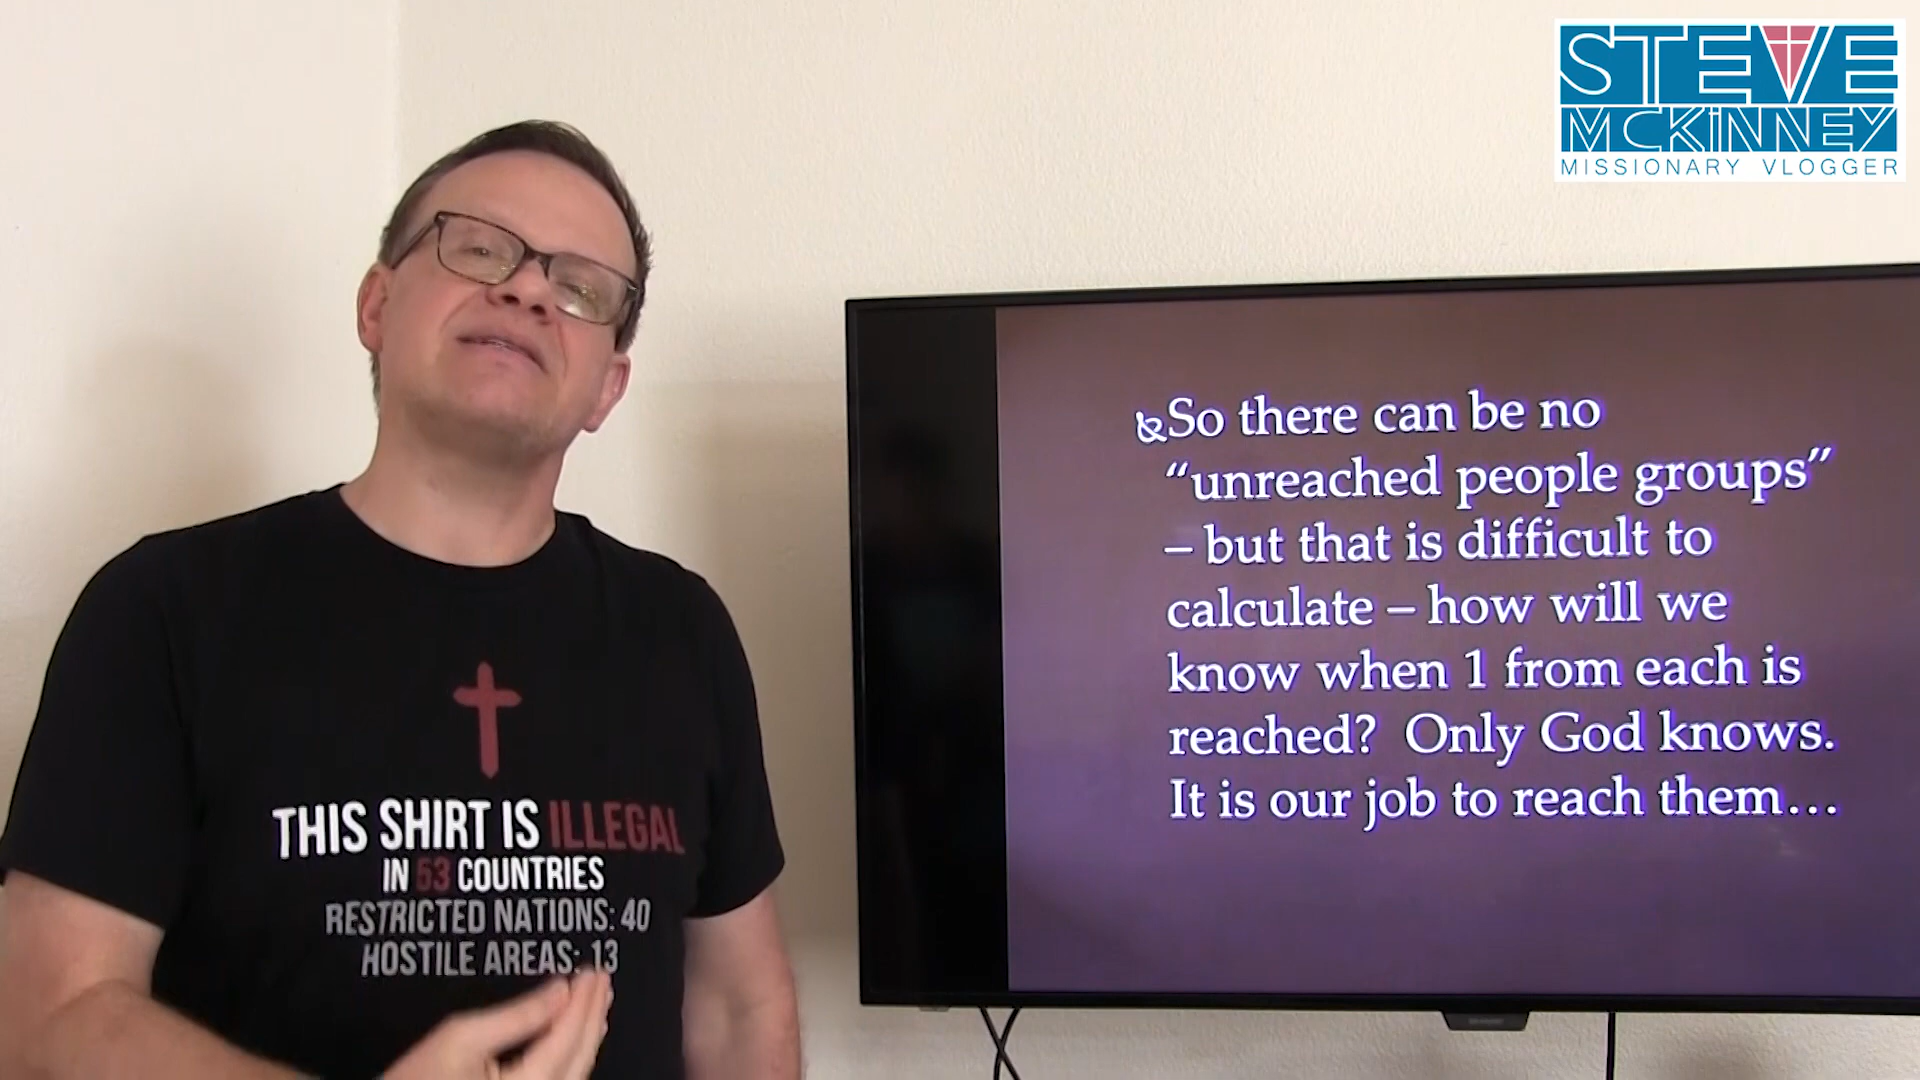 STEVE
MCKINNEY
MISSIONARY VLOGGER
So there can be no
“unreached people groups”
– but that is difficult to
calculate – how will we
know when 1 from each is
reached? Only God knows.
It is our job to reach them…
THIS SHIRT IS ILLEGAL
IN 53 COUNTRIES
RESTRICTED NATIONS: 40
HOSTILE AREAS: 13